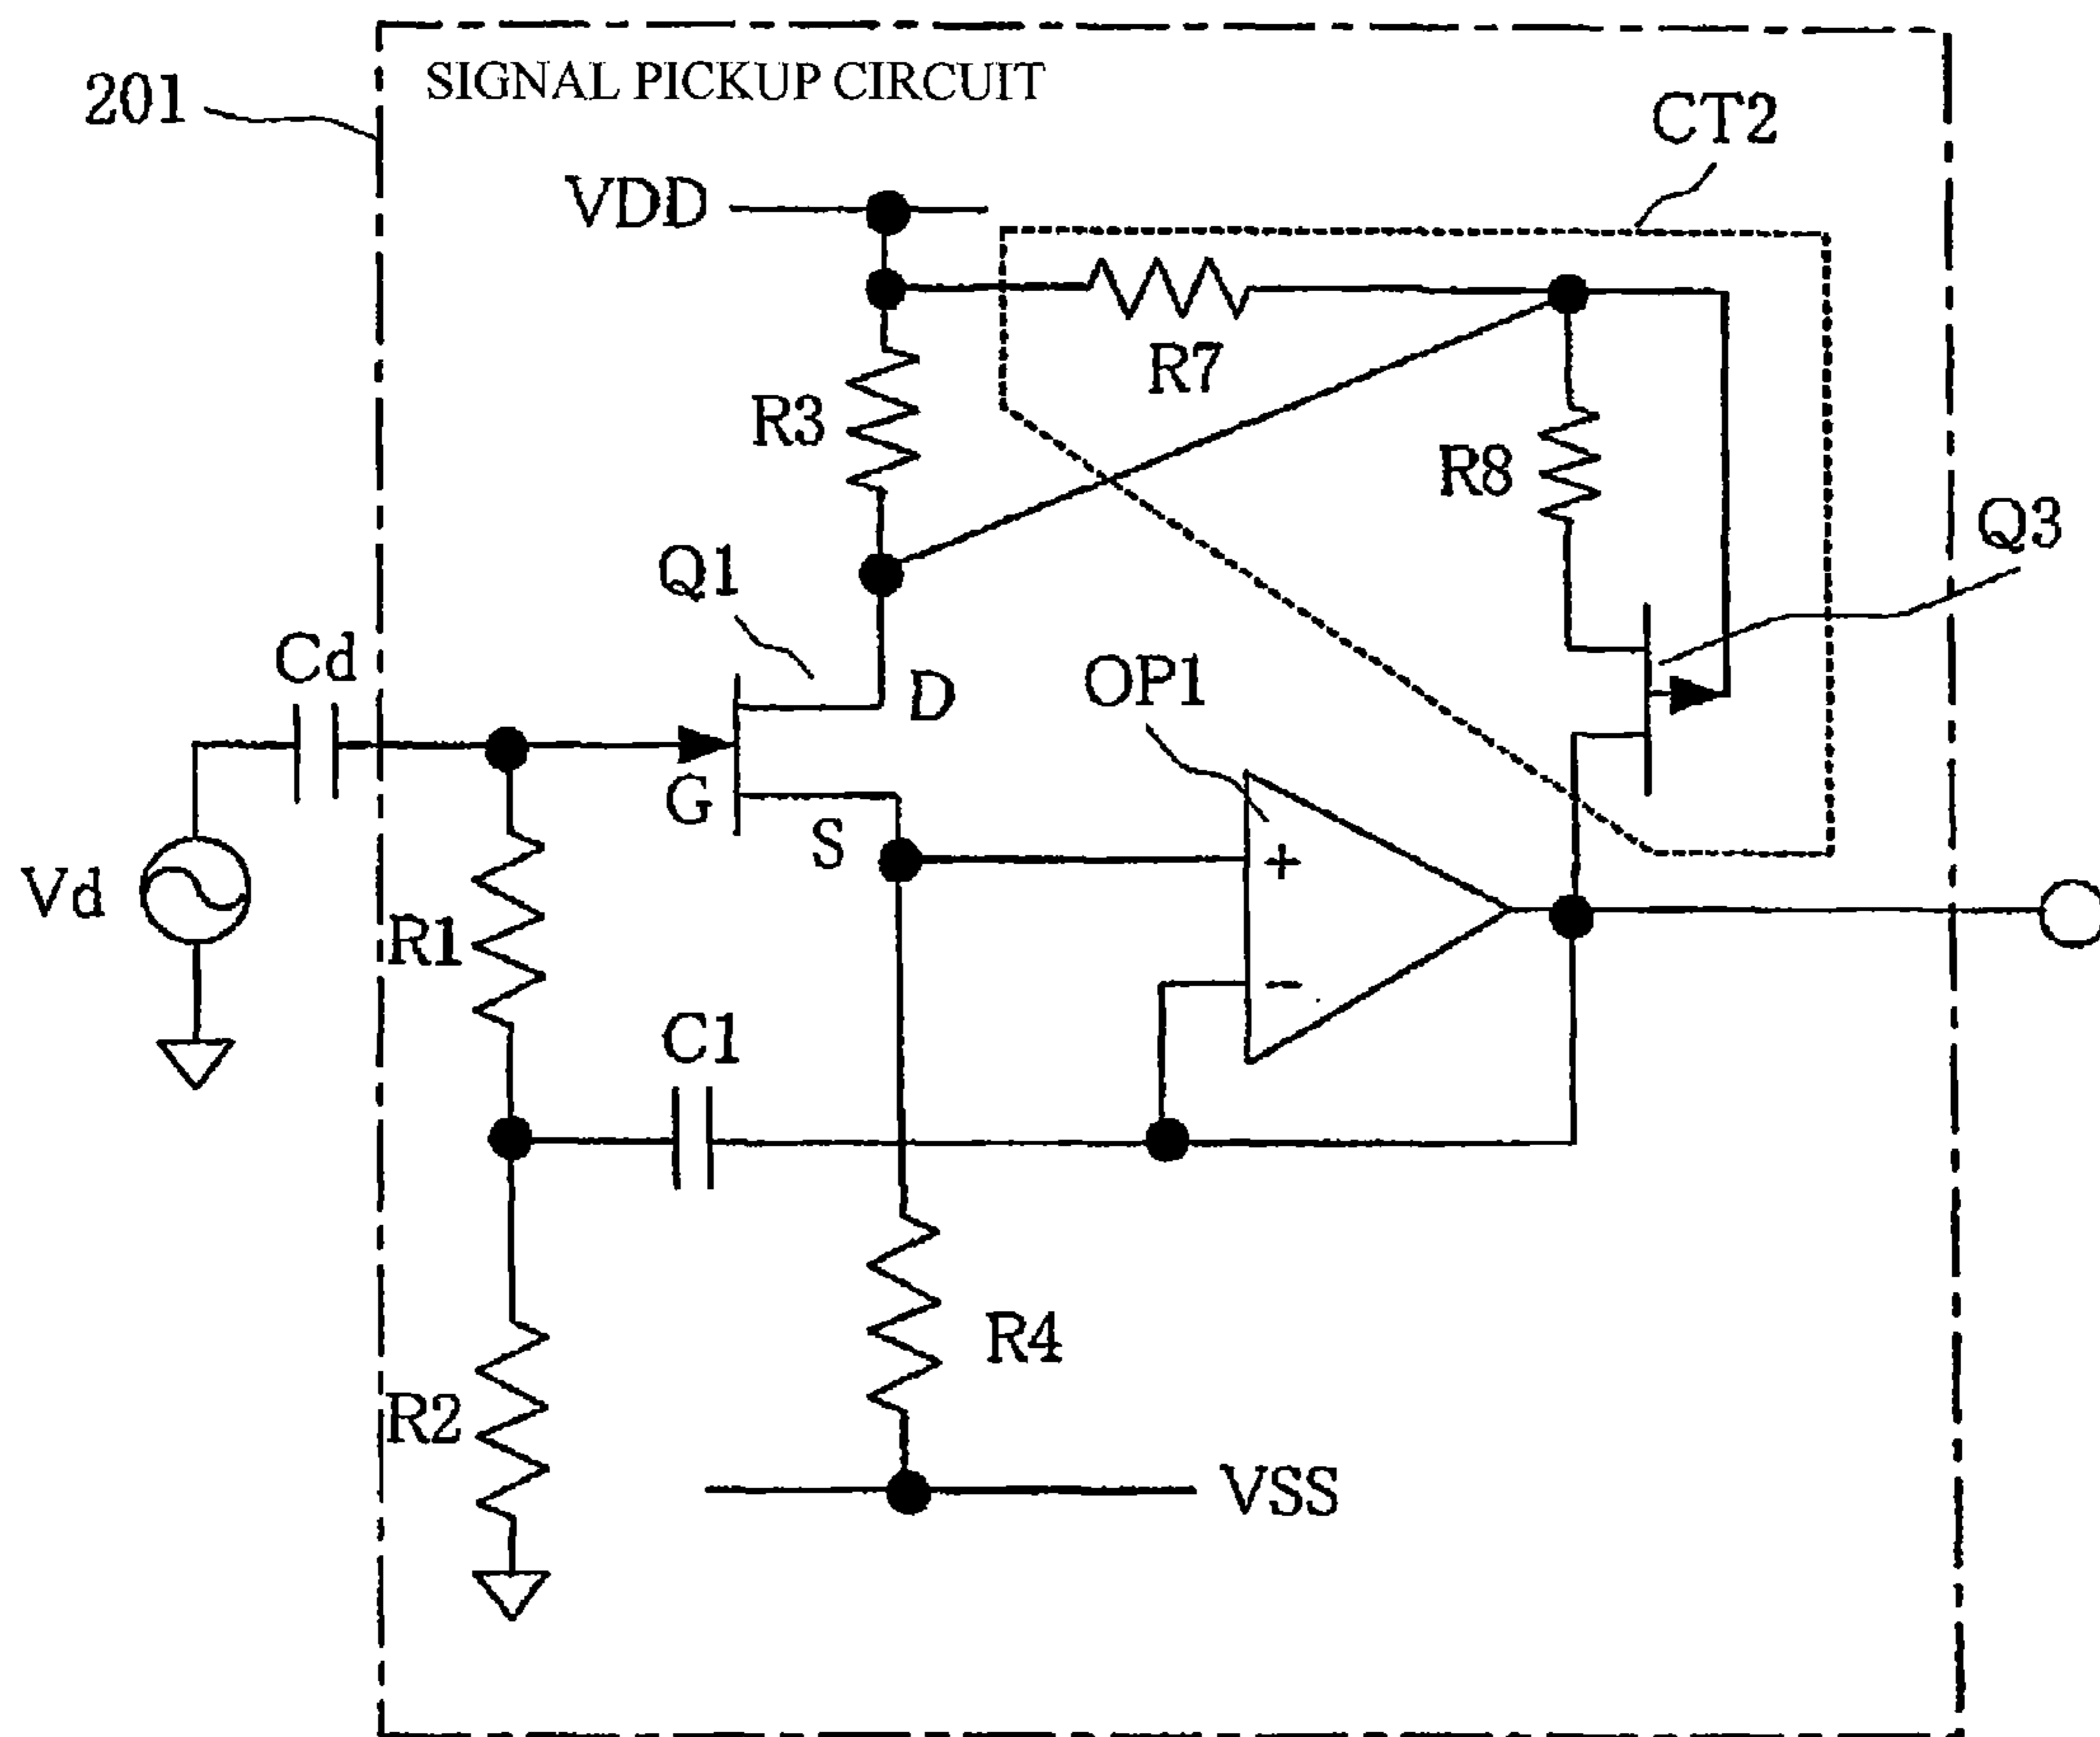 201
SIGNAL PICKUP CIRCUIT
CT2
VDD
R7
R3
R8
Q3
Q1
Cd
D
OP1
G
S
+
Vd
R1
-
C1
R4
R2
VSS